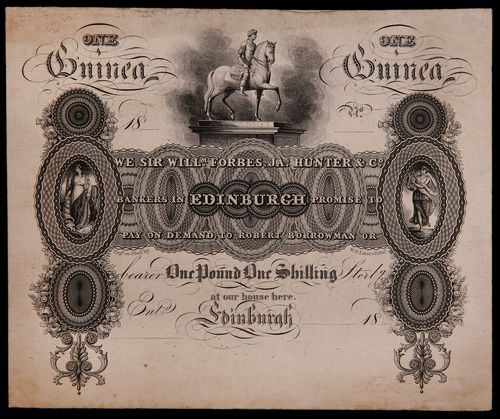 ONE
ONE
Guinea
Guinea
18
No.
WE, SIR WILLM. FORBES, JAS. HUNTER & CO.
BANKERS IN EDINBURGH PROMISE TO
PAY ON DEMAND TO ROBERT BORROWMAN OR
bearer One Pound One Shilling Sterlg.
at our house here.
Entd. Edinburgh 18